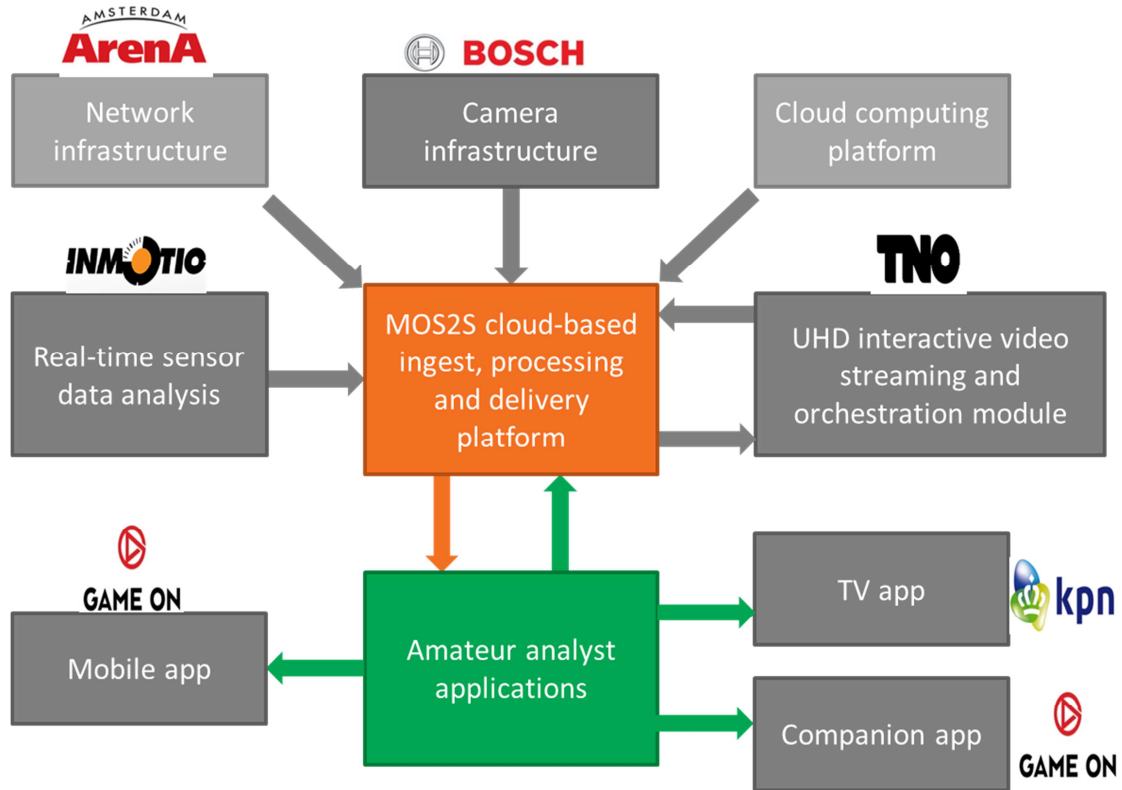 AMSTERDAM
ArenA
BOSCH
Network
infrastructure
Camera
infrastructure
Cloud computing
platform
INMOTIO
TNO
Real-time sensor
data analysis
MOS2S cloud-based
ingest, processing
and delivery
platform
UHD interactive video
streaming and
orchestration module
GAME ON
Mobile app
Amateur analyst
applications
TV app
kpn
Companion app
GAME ON